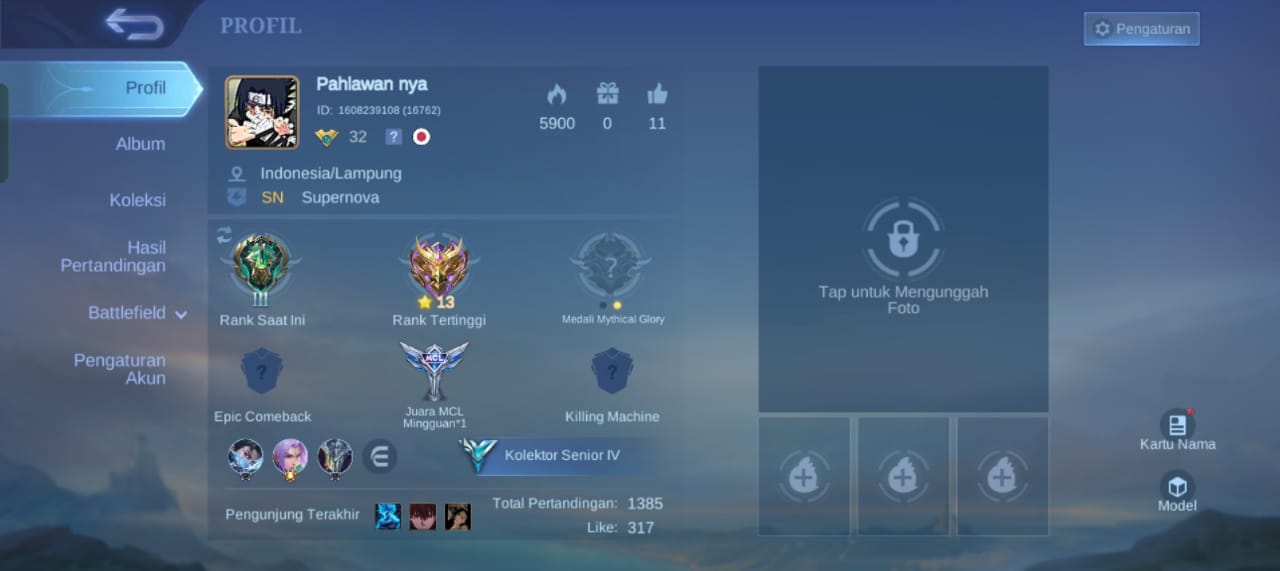 PROFIL
Pengaturan
Profil
Album
Koleksi
Hasil
Pertandingan
Battlefield
Pengaturan
Akun
Pahlawan nya
ID: 1608239108 (16762)
32 ?
5900 0 11
Indonesia/Lampung
SN Supernova
III
Rank Saat Ini
13
Rank Tertinggi
?
Medali Mythical Glory
?
Epic Comeback
MCL
Juara MCL
Mingguan*1
?
Killing Machine
Kolektor Senior IV
Pengunjung Terakhir
Total Pertandingan: 1385
Like: 317
Tap untuk Mengunggah
Foto
Kartu Nama
Model